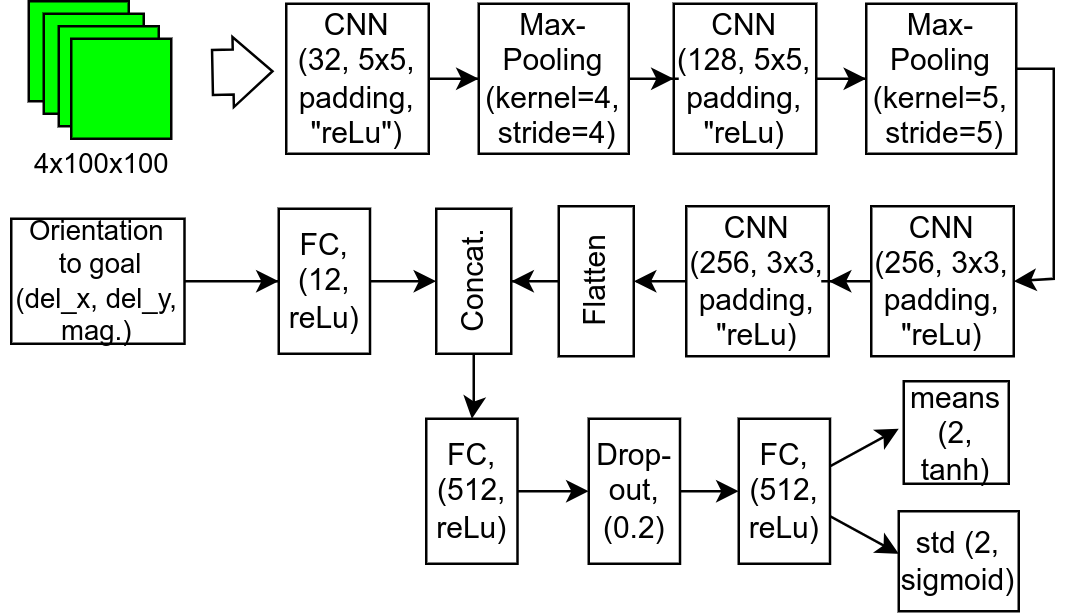 CNN
(32, 5x5,
padding,
"reLu")
Max-
Pooling
(kernel=4,
stride=4)
CNN
(128, 5x5,
padding,
"reLu)
Max-
Pooling
(kernel=5,
stride=5)
4x100x100
Orientation
to goal
(del_x, del_y,
mag.)
FC,
(12,
reLu)
Concat.
Flatten
CNN
(256, 3x3,
padding,
"reLu)
CNN
(256, 3x3,
padding,
"reLu)
FC,
(512,
reLu)
Drop-
out,
(0.2)
FC,
(512,
reLu)
means
(2,
tanh)
std (2,
sigmoid)